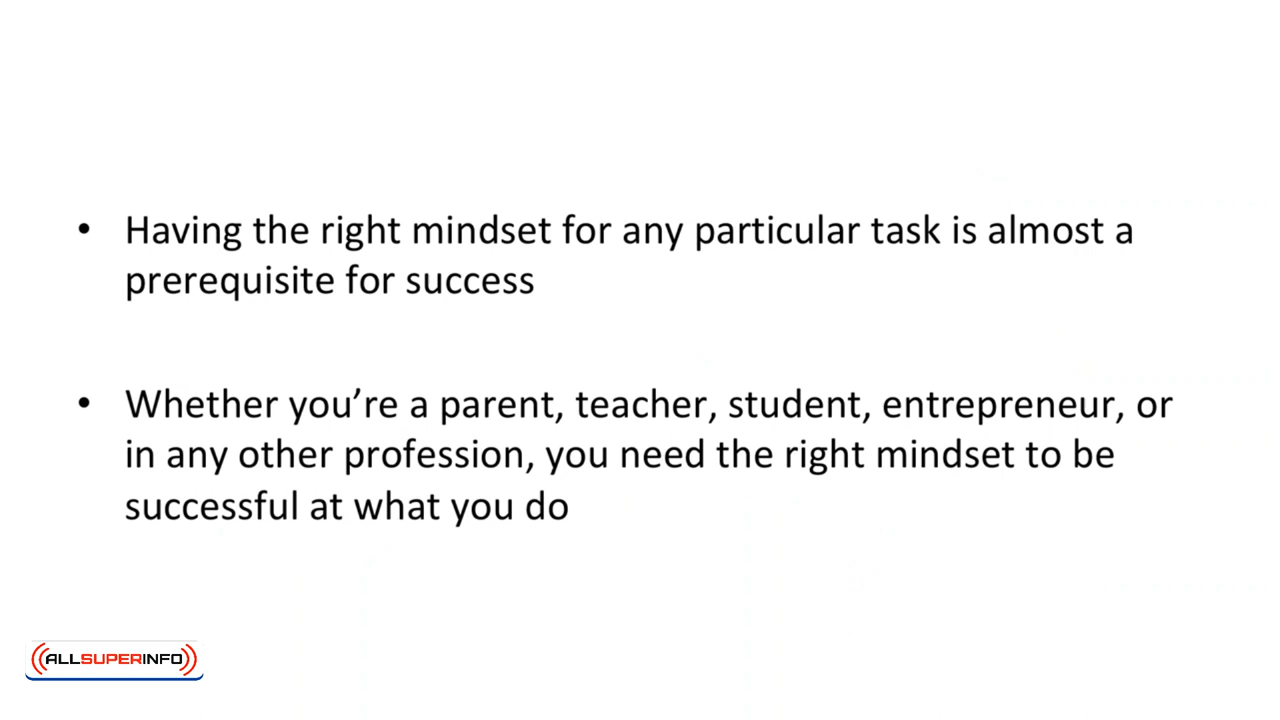 • Having the right mindset for any particular task is almost a
prerequisite for success
• Whether you’re a parent, teacher, student, entrepreneur, or
in any other profession, you need the right mindset to be
successful at what you do
ALLSUPERINFO